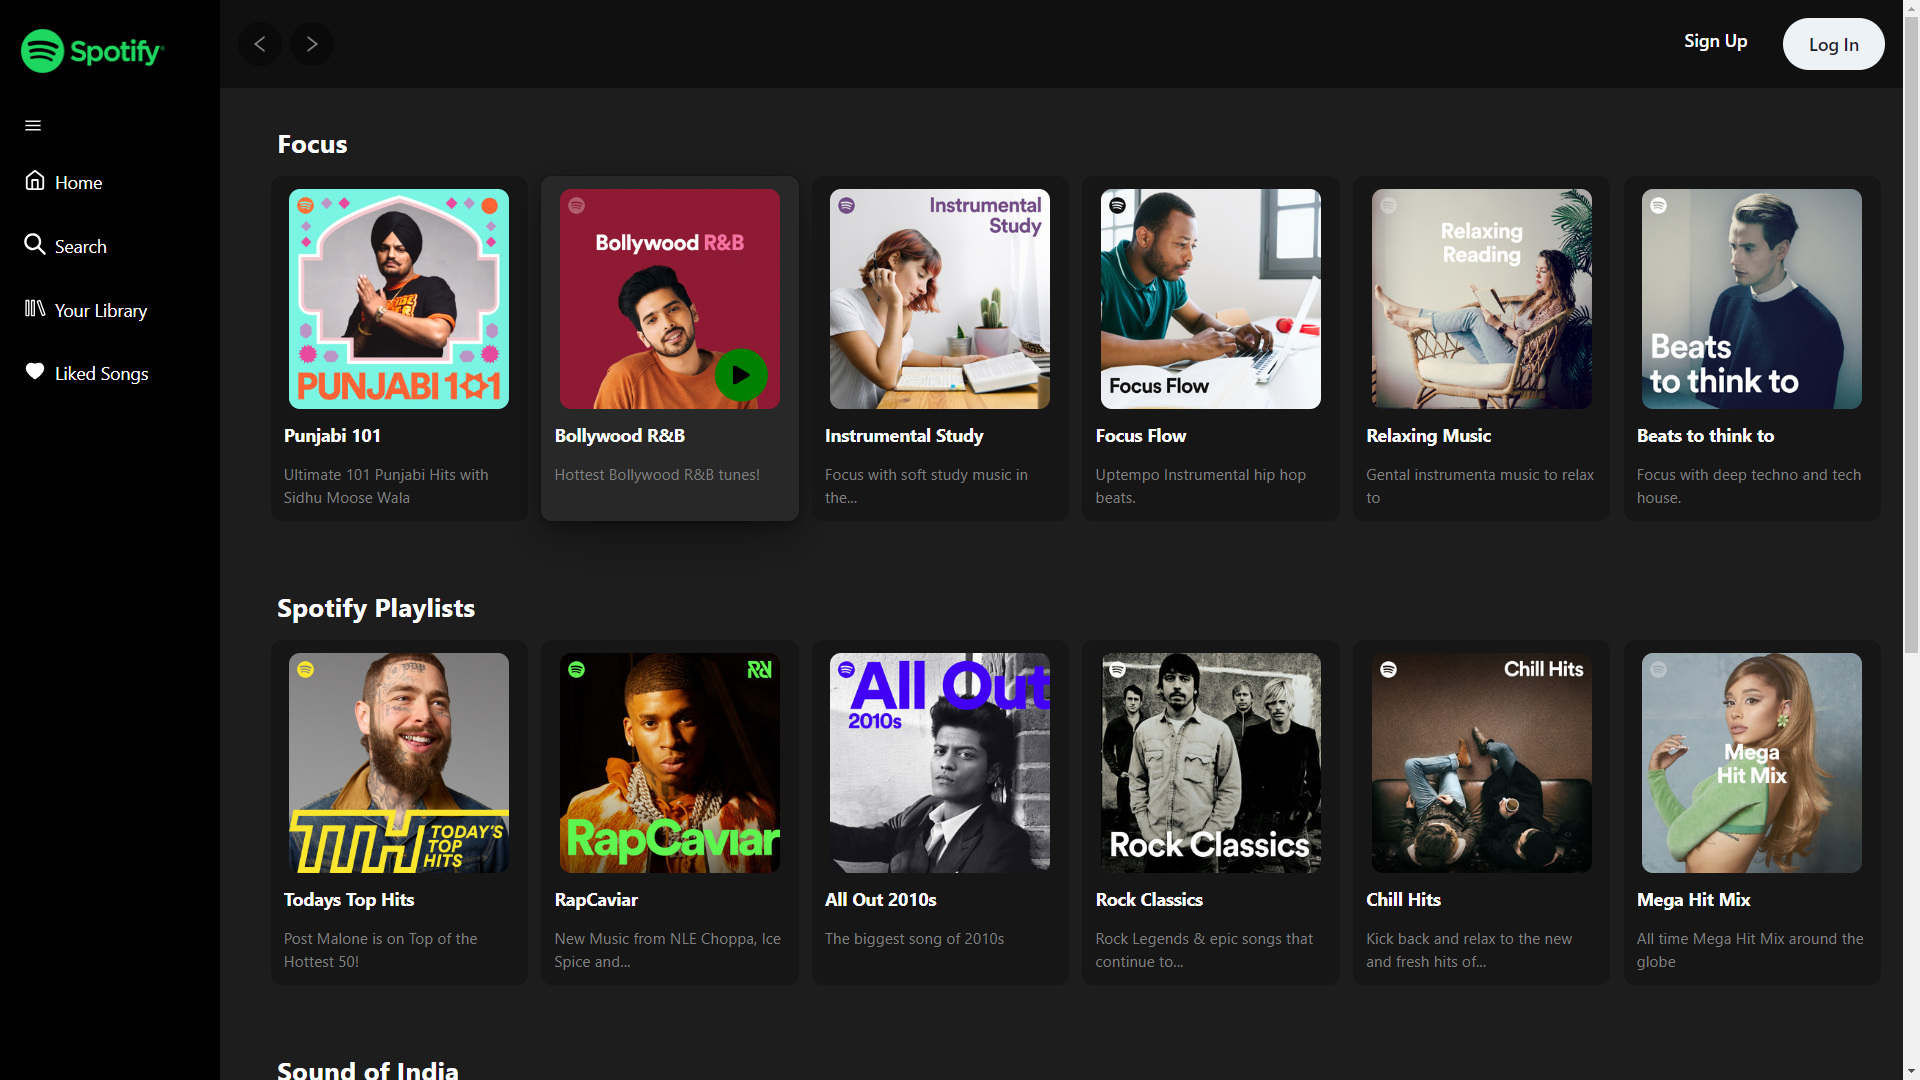 Spotify
Sign Up
Log In
Home
Search
Your Library
Liked Songs
Focus
PUNJABI 101
Punjabi 101
Ultimate 101 Punjabi Hits with
Sidhu Moose Wala
Bollywood R&B
Bollywood R&B
Hottest Bollywood R&B tunes!
Instrumental
Study
Instrumental Study
Focus with soft study music in
the...
Focus Flow
Focus Flow
Uptempo Instrumental hip hop
beats.
Relaxing
Reading
Relaxing Music
Gental instrumenta music to relax
to
Beats
to think to
Beats to think to
Focus with deep techno and tech
house.
Spotify Playlists
TTH TODAY'S
TOP
HITS
Todays Top Hits
Post Malone is on Top of the
Hottest 50!
RapCaviar
RapCaviar
New Music from NLE Choppa, Ice
Spice and...
All Out
2010s
All Out 2010s
The biggest song of 2010s
Rock Classics
Rock Classics
Rock Legends & epic songs that
continue to...
Chill Hits
Chill Hits
Kick back and relax to the new
and fresh hits of...
Mega
Hit Mix
Mega Hit Mix
All time Mega Hit Mix around the
globe
Sound of India